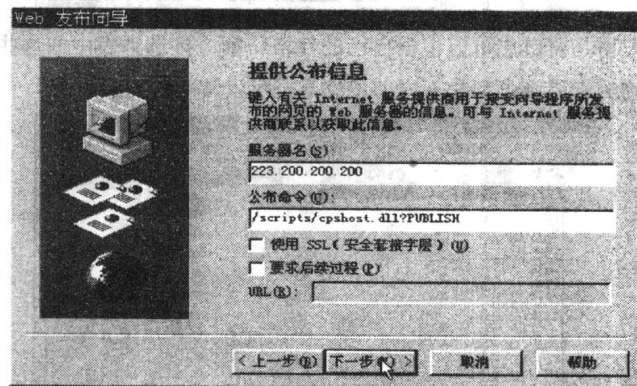 Web 发布向导
提供公布信息
键入有关 Internet 服务提供商用于接受向导程序所发
布的网页的 Web 服务器的信息。可与 Internet 服务提
供商联系以获取此信息。
服务器名(S)
223.200.200.200
公布命令(U):
/scripts/cpshost.dll?PUBLISH
使用 SSL(安全套接字层)(U)
要求后续过程(P)
URL(R):
< 上一步(B)
下一步(N) >
取消
帮助